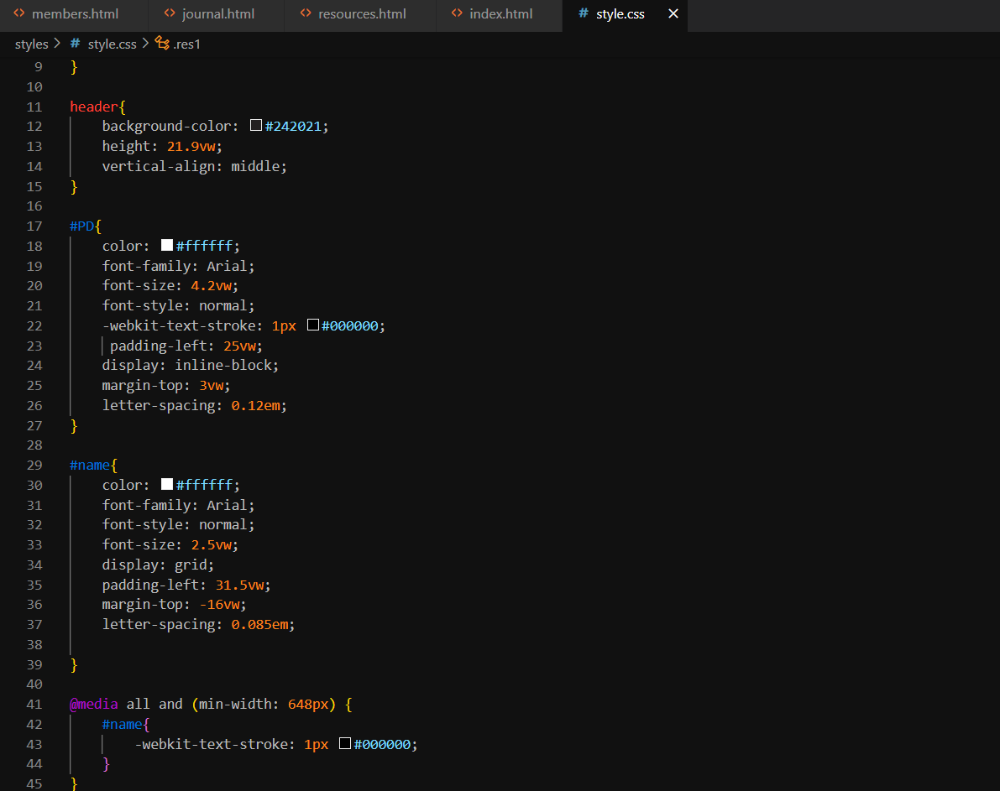 members.html journal.html resources.html index.html # style.css
styles > # style.css > .res1
9 }
10
11 header{
12 background-color: #242021;
13 height: 21.9vw;
14 vertical-align: middle;
15 }
16
17 #PD{
18 color: #ffffff;
19 font-family: Arial;
20 font-size: 4.2vw;
21 font-style: normal;
22 -webkit-text-stroke: 1px #000000;
23 padding-left: 25vw;
24 display: inline-block;
25 margin-top: 3vw;
26 letter-spacing: 0.12em;
27 }
28
29 #name{
30 color: #ffffff;
31 font-family: Arial;
32 font-style: normal;
33 font-size: 2.5vw;
34 display: grid;
35 padding-left: 31.5vw;
36 margin-top: -16vw;
37 letter-spacing: 0.085em;
38
39 }
40
41 @media all and (min-width: 648px) {
42 #name{
43 -webkit-text-stroke: 1px #000000;
44 }
45 }